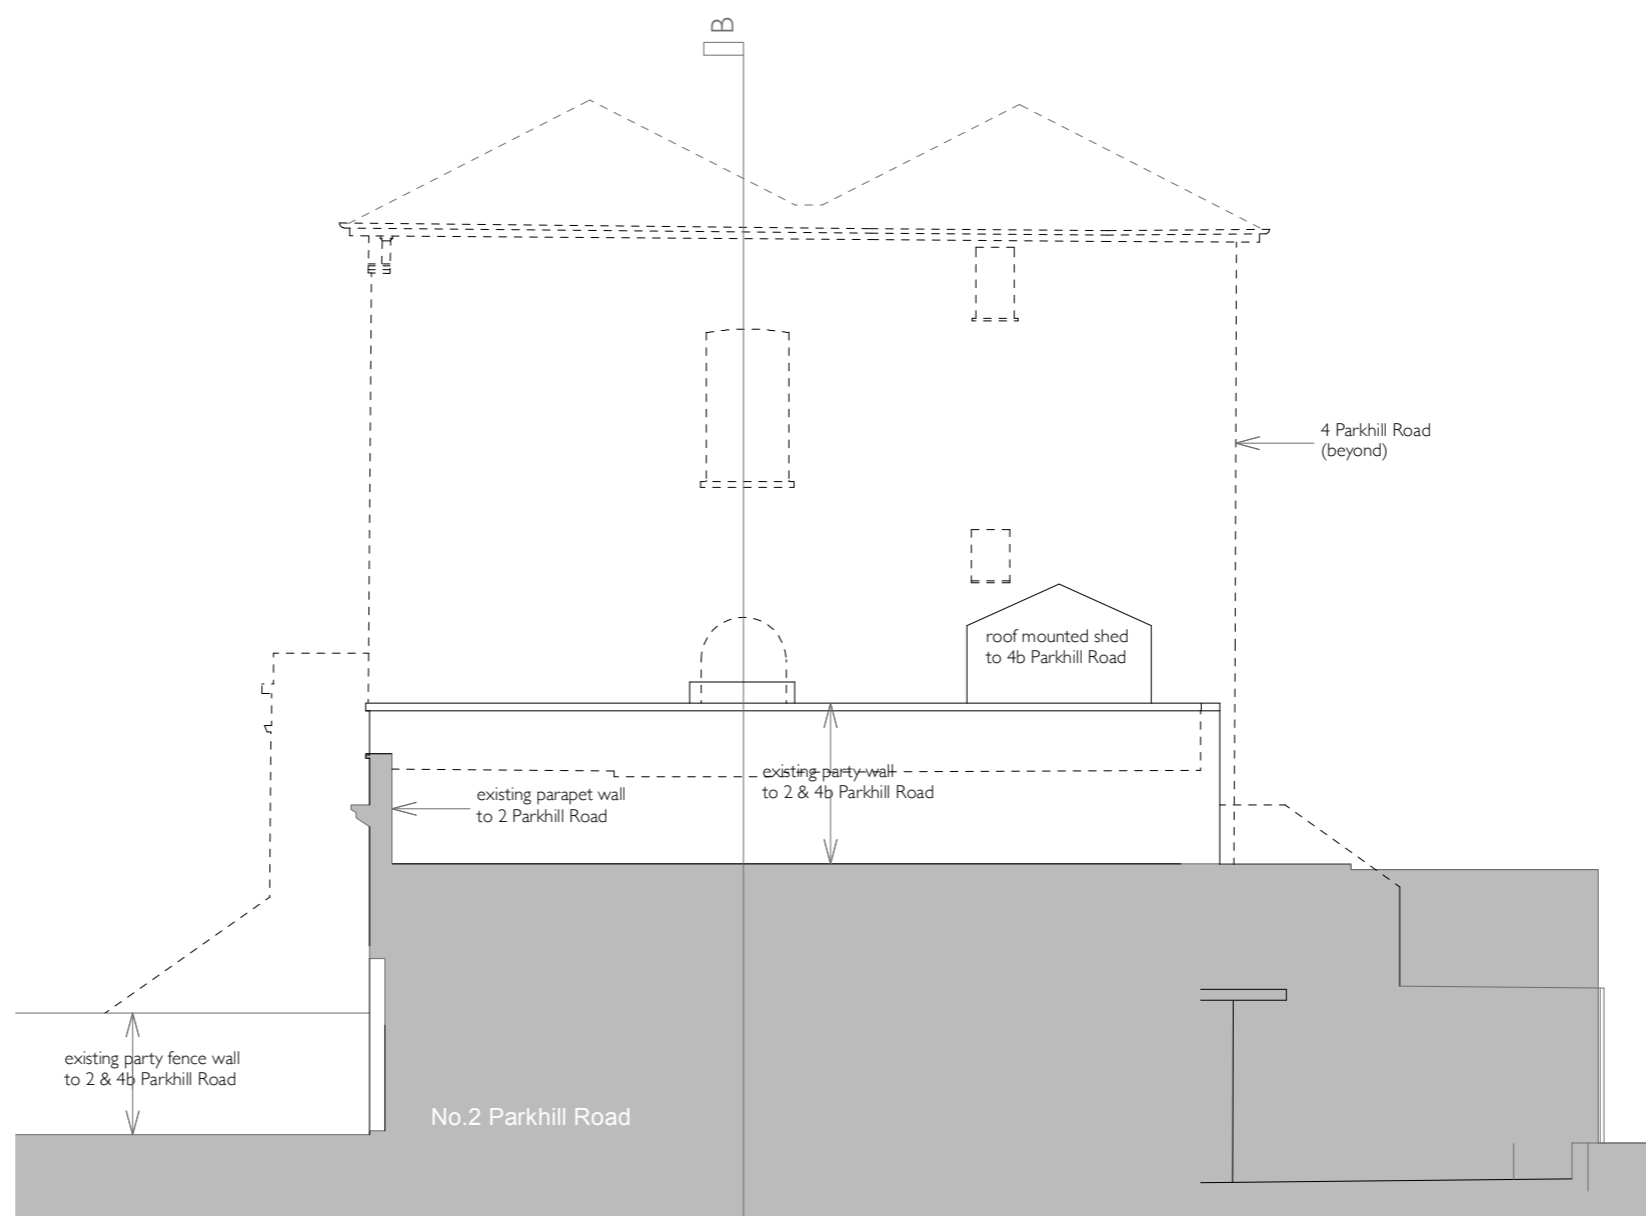 B
4 Parkhill Road
(beyond)
roof mounted shed
to 4b Parkhill Road
existing party wall
to 2 & 4b Parkhill Road
existing parapet wall
to 2 Parkhill Road
existing party fence wall
to 2 & 4b Parkhill Road
No.2 Parkhill Road